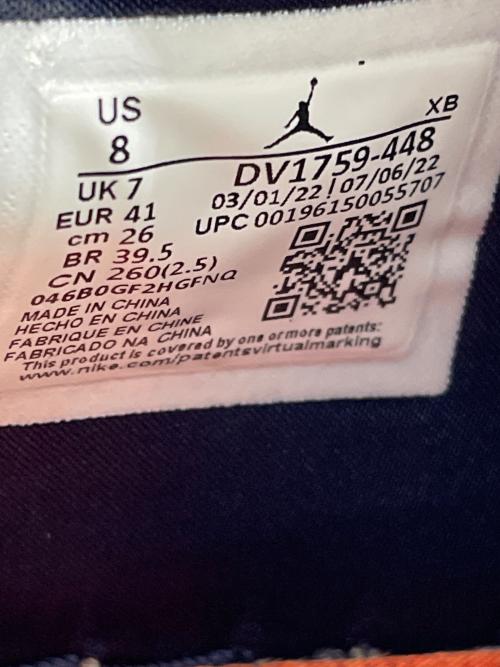 US
8
XB
DV1759-448
03/01/22 | 07/06/22
UPC 00196150055707
UK 7
EUR 41
cm 26
BR 39.5
CN 260(2.5)
046B0GF2HGFNQ
MADE IN CHINA
HECHO EN CHINA
FABRIQUE EN CHINE
FABRICADO NA CHINA
This product is covered by one or more patents:
www.nike.com/patentsvirtualmarking